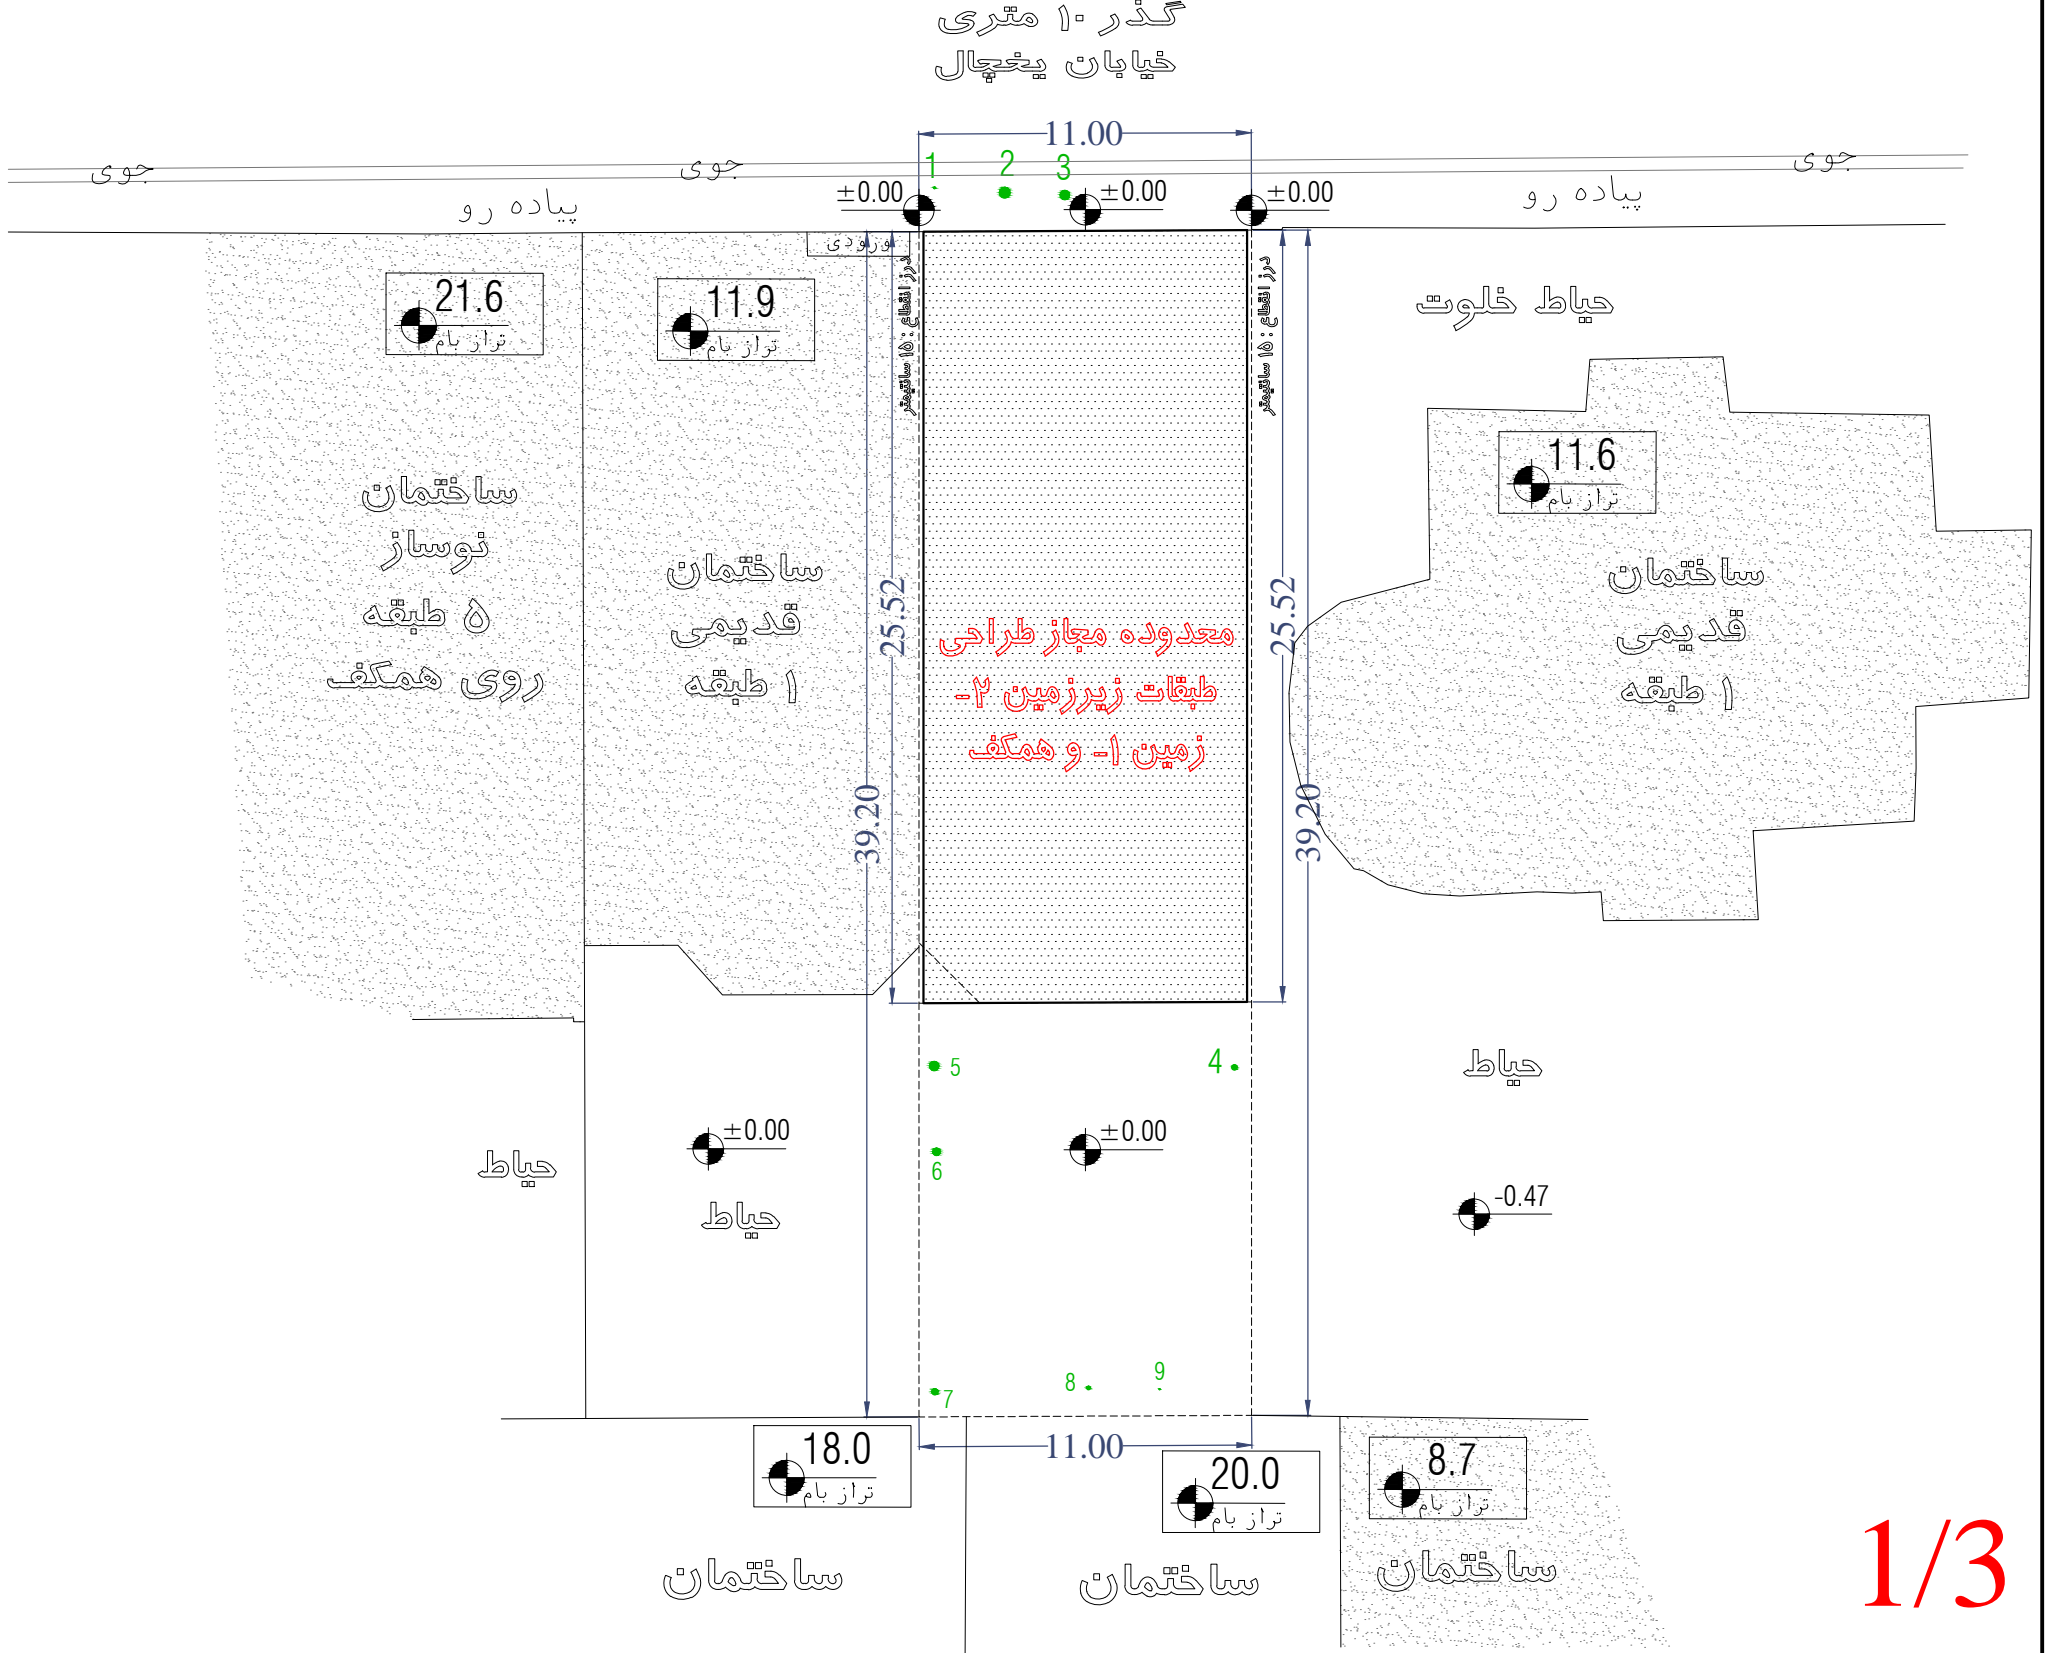 گذر ۱۰ متری
خیابان یخچال
11.00
جوی
جوی
جوی
1
2
3
±0.00
±0.00
±0.00
پیاده رو
پیاده رو
ورودی
درز انقطاع : ۱۵ سانتیمتر
درز انقطاع : ۱۵ سانتیمتر
21.6
تراز بام
11.9
تراز بام
حیاط خلوت
11.6
تراز بام
ساختمان
نوساز
۵ طبقه
روی همکف
ساختمان
قدیمی
۱ طبقه
25.52
39.20
محدوده مجاز طراحی
طبقات زیرزمین ۲-
زمین ۱- و همکف
25.52
39.20
ساختمان
قدیمی
۱ طبقه
5
4
حیاط
±0.00
±0.00
6
حیاط
حیاط
-0.47
7
8
9
11.00
18.0
تراز بام
20.0
تراز بام
8.7
تراز بام
ساختمان
ساختمان
ساختمان
1/3